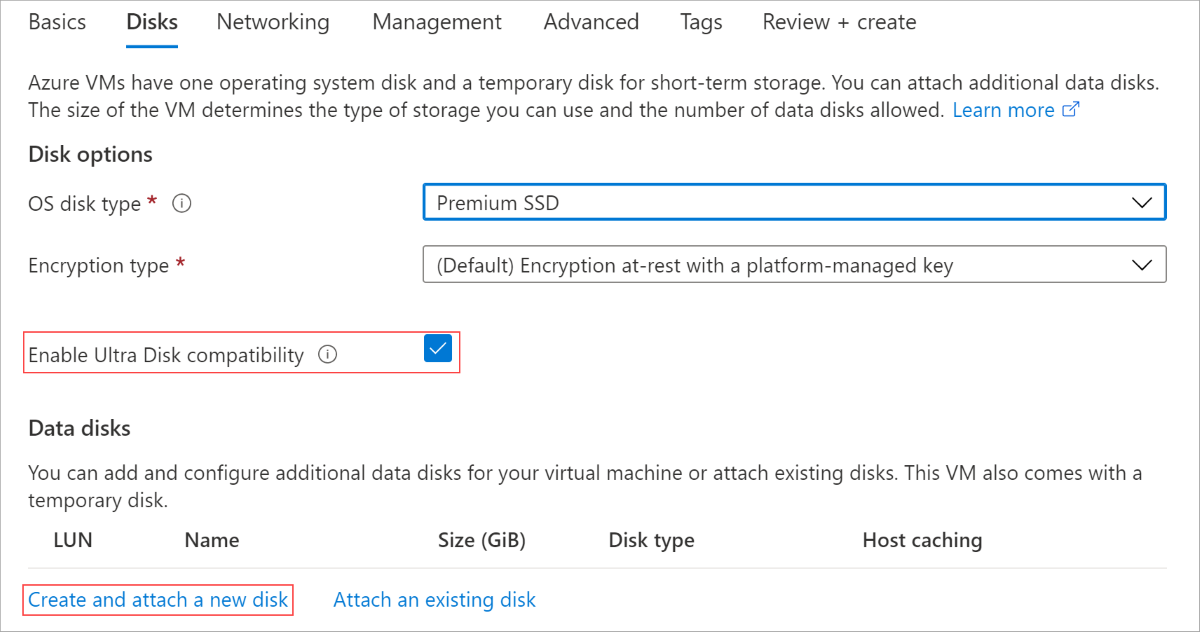 Basics Disks Networking Management Advanced Tags Review + create
Azure VMs have one operating system disk and a temporary disk for short-term storage. You can attach additional data disks.
The size of the VM determines the type of storage you can use and the number of data disks allowed. Learn more
Disk options
OS disk type * Premium SSD
Encryption type * (Default) Encryption at-rest with a platform-managed key
Enable Ultra Disk compatibility
Data disks
You can add and configure additional data disks for your virtual machine or attach existing disks. This VM also comes with a
temporary disk.
LUN Name Size (GiB) Disk type Host caching
Create and attach a new disk Attach an existing disk